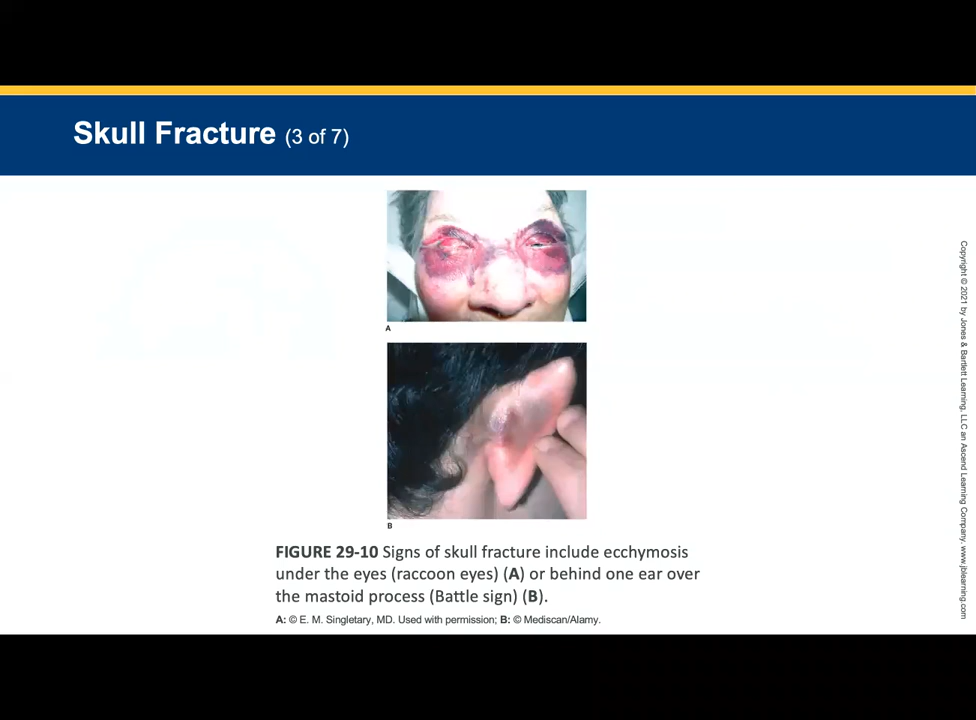 Skull Fracture (3 of 7)
A
B
FIGURE 29-10 Signs of skull fracture include ecchymosis
under the eyes (raccoon eyes) (A) or behind one ear over
the mastoid process (Battle sign) (B).
A: © E. M. Singletary, MD. Used with permission; B: © Mediscan/Alamy.
Copyright © 2021 by Jones & Bartlett Learning, LLC an Ascend Learning Company. www.jblearning.com